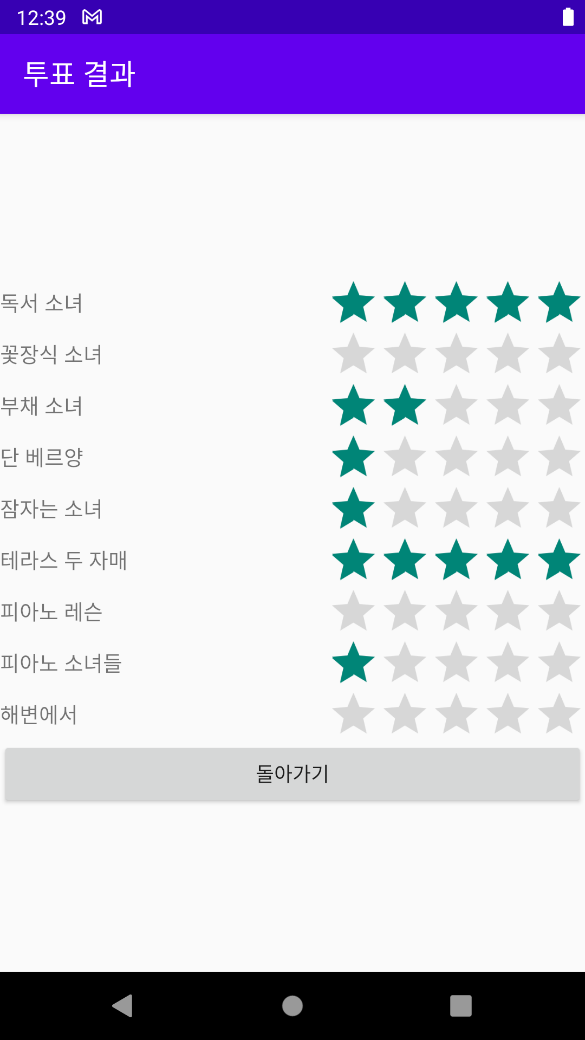 12:39
투표 결과
독서 소녀
꽃장식 소녀
부채 소녀
단 베르양
잠자는 소녀
테라스 두 자매
피아노 레슨
피아노 소녀들
해변에서
돌아가기